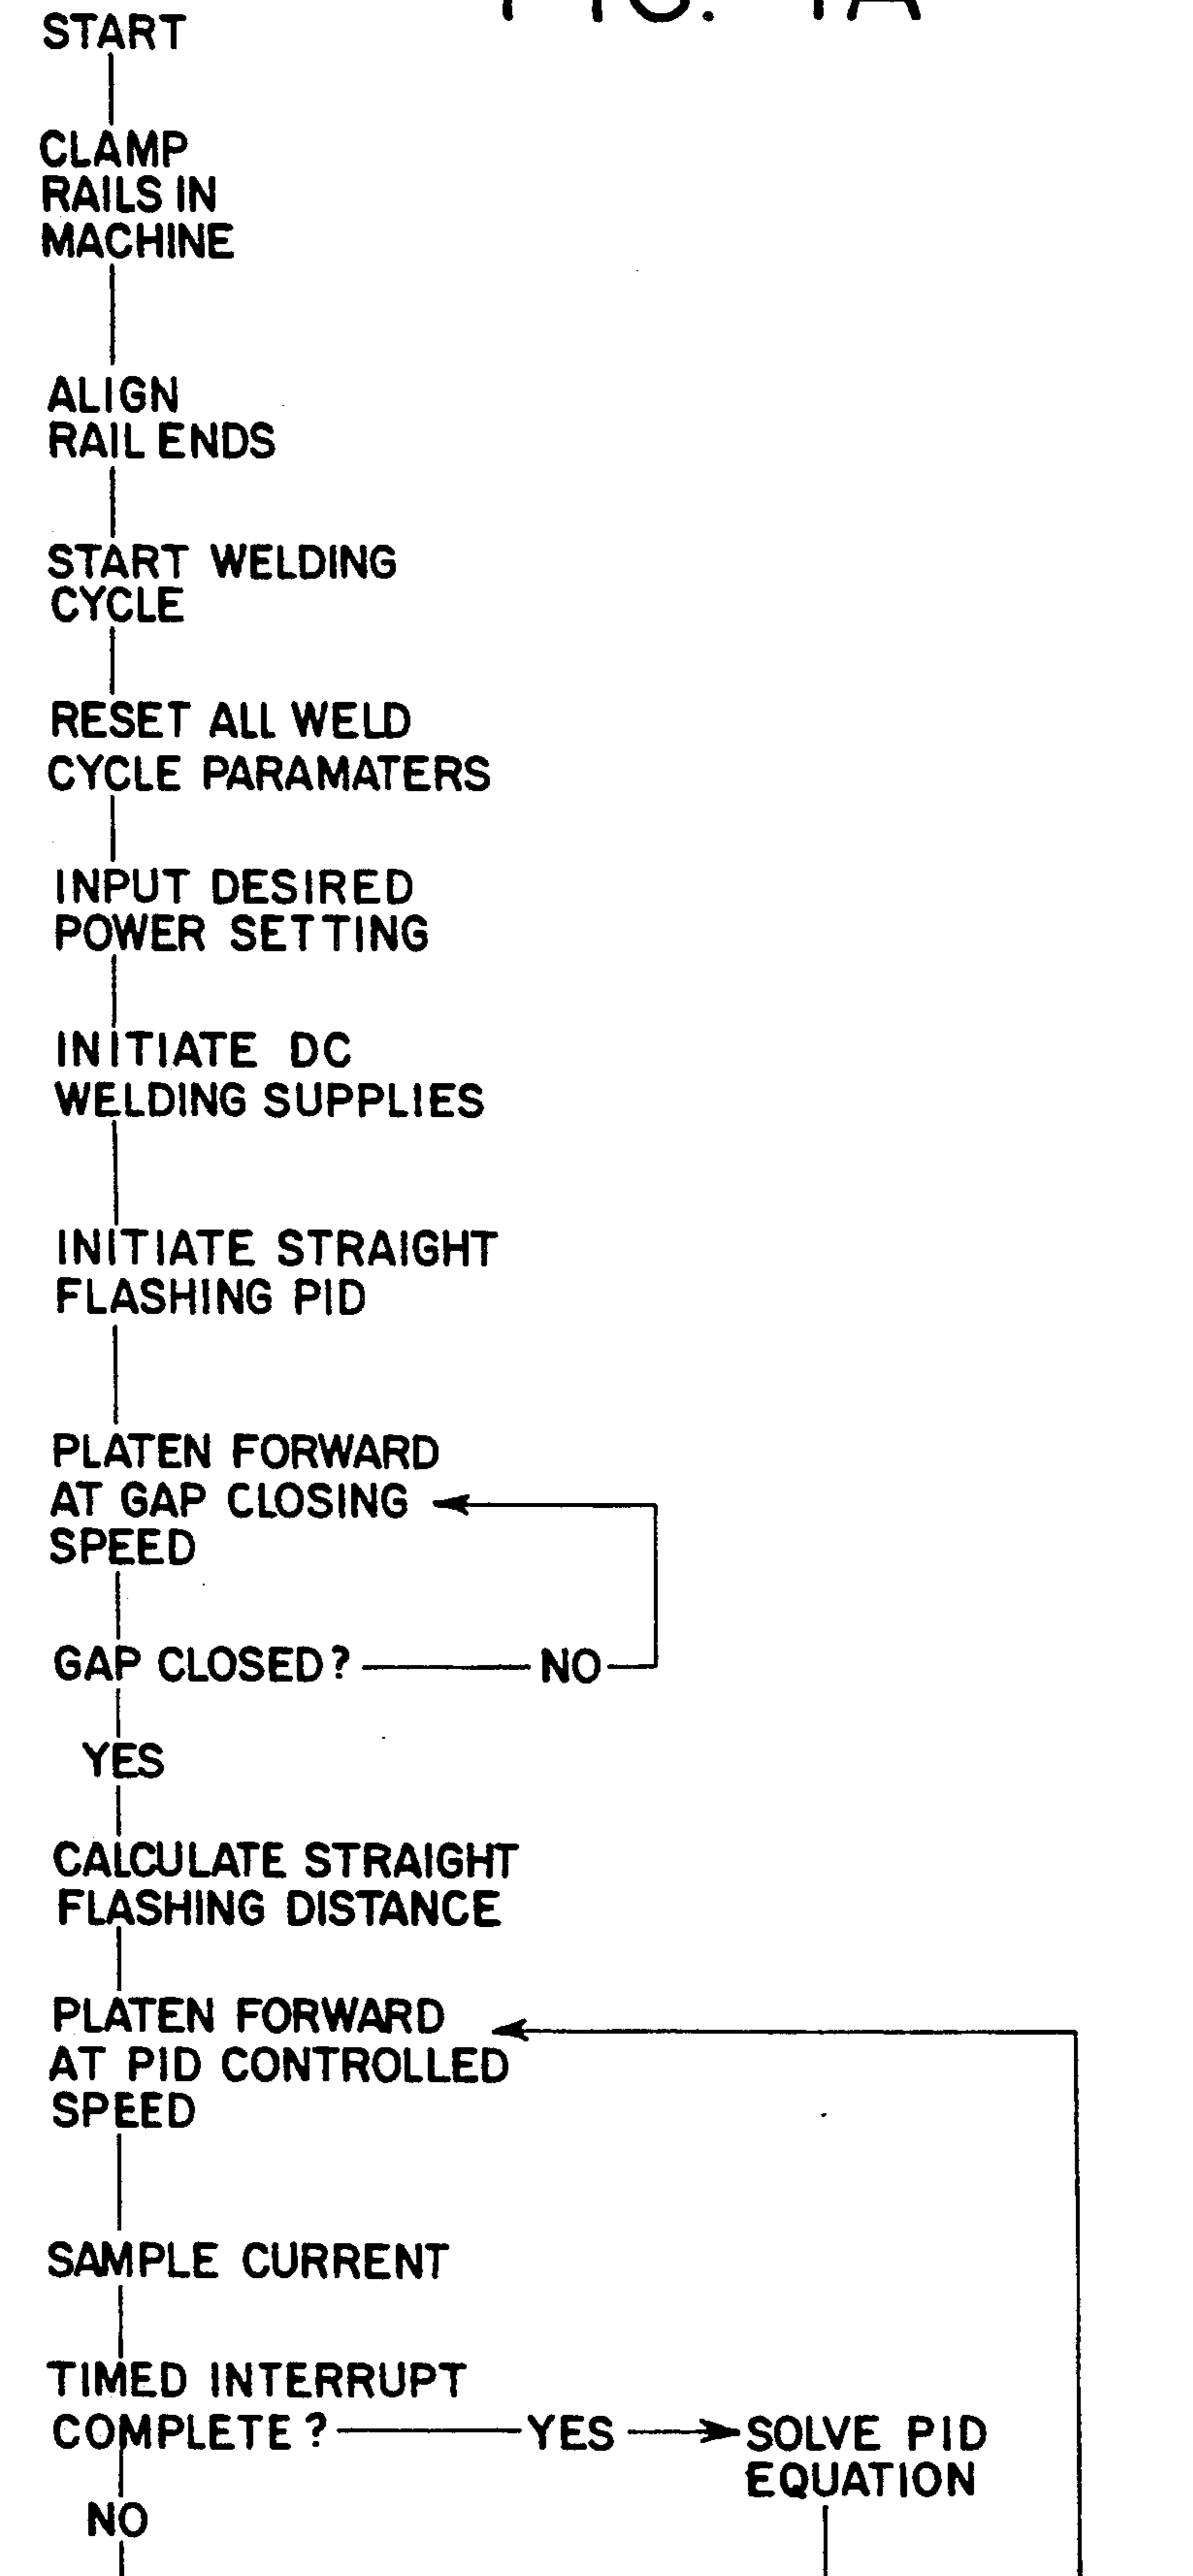 FIG. 1A
START
CLAMP
RAILS IN
MACHINE
ALIGN
RAIL ENDS
START WELDING
CYCLE
RESET ALL WELD
CYCLE PARAMATERS
INPUT DESIRED
POWER SETTING
INITIATE DC
WELDING SUPPLIES
INITIATE STRAIGHT
FLASHING PID
PLATEN FORWARD
AT GAP CLOSING
SPEED
GAP CLOSED? NO
YES
CALCULATE STRAIGHT
FLASHING DISTANCE
PLATEN FORWARD
AT PID CONTROLLED
SPEED
SAMPLE CURRENT
TIMED INTERRUPT
COMPLETE? YES SOLVE PID
EQUATION
NO